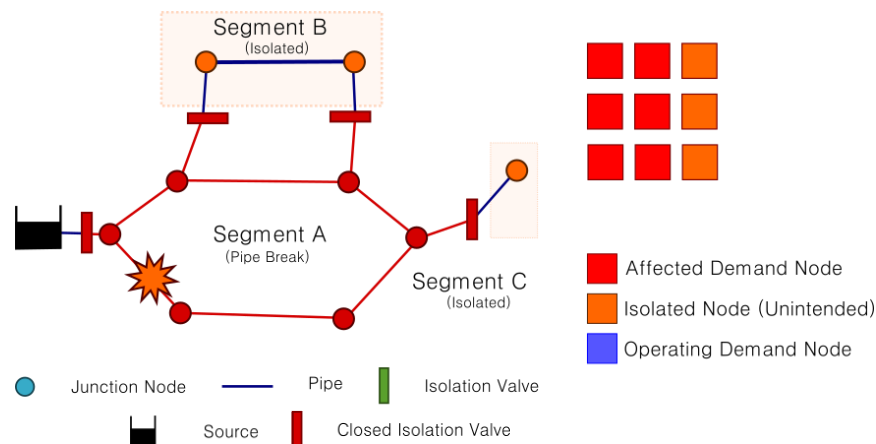 Segment B
(Isolated)
Segment A
(Pipe Break)
Segment C
(Isolated)
Affected Demand Node
Isolated Node (Unintended)
Operating Demand Node
Junction Node
Pipe
Isolation Valve
Source
Closed Isolation Valve